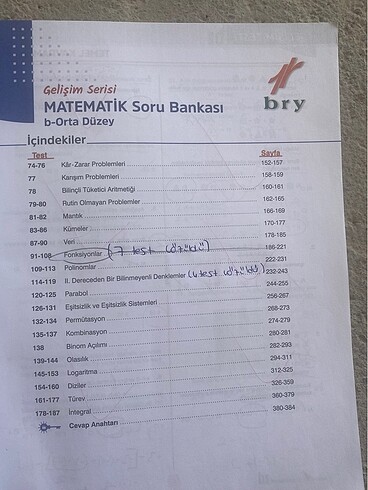 Gelişim Serisi
MATEMATİK Soru Bankası
b-Orta Düzey
bry
İçindekiler
Test Sayfa
74-76 Kâr-Zarar Problemleri 152-157
77 Karışım Problemleri 158-159
78 Bilinçli Tüketici Aritmetiği 160-161
79-80 Rutin Olmayan Problemler 162-165
81-82 Mantık 166-169
83-86 Kümeler 170-177
87-90 Veri 178-185
91-108 Fonksiyonlar (7 test çözüldü) 186-221
109-113 Polinomlar 222-231
114-119 II. Dereceden Bir Bilinmeyenli Denklemler (4 test çözüldü) 232-243
120-125 Parabol 244-255
126-131 Eşitsizlik ve Eşitsizlik Sistemleri 256-267
132-134 Permütasyon 268-273
135-137 Kombinasyon 274-279
138 Binom Açılımı 280-281
139-144 Olasılık 282-293
145-153 Logaritma 294-311
154-160 Diziler 312-325
161-177 Türev 326-359
178-187 İntegral 360-379
Cevap Anahtarı 380-384